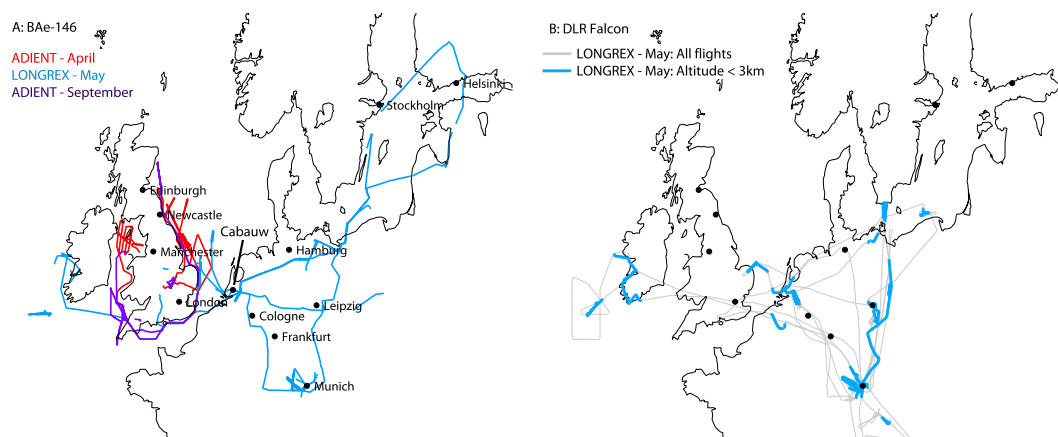 A: BAe-146
ADIENT - April
LONGREX - May
ADIENT - September
Helsinki
Stockholm
Edinburgh
Newcastle
Cabauw
Manchester
Hamburg
London
Leipzig
Cologne
Frankfurt
Munich
B: DLR Falcon
LONGREX - May: All flights
LONGREX - May: Altitude < 3km